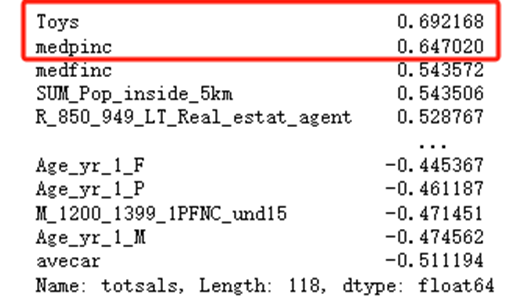 Toys 0.692168
medpinc 0.647020
medfinc 0.543572
SUM_Pop_inside_5km 0.543506
R_850_949_LT_Real_estat_agent 0.528767
...
Age_yr_1_F -0.445367
Age_yr_1_P -0.461187
M_1200_1399_1PFNC_und15 -0.471451
Age_yr_1_M -0.474562
avecar -0.511194
Name: totsals, Length: 118, dtype: float64